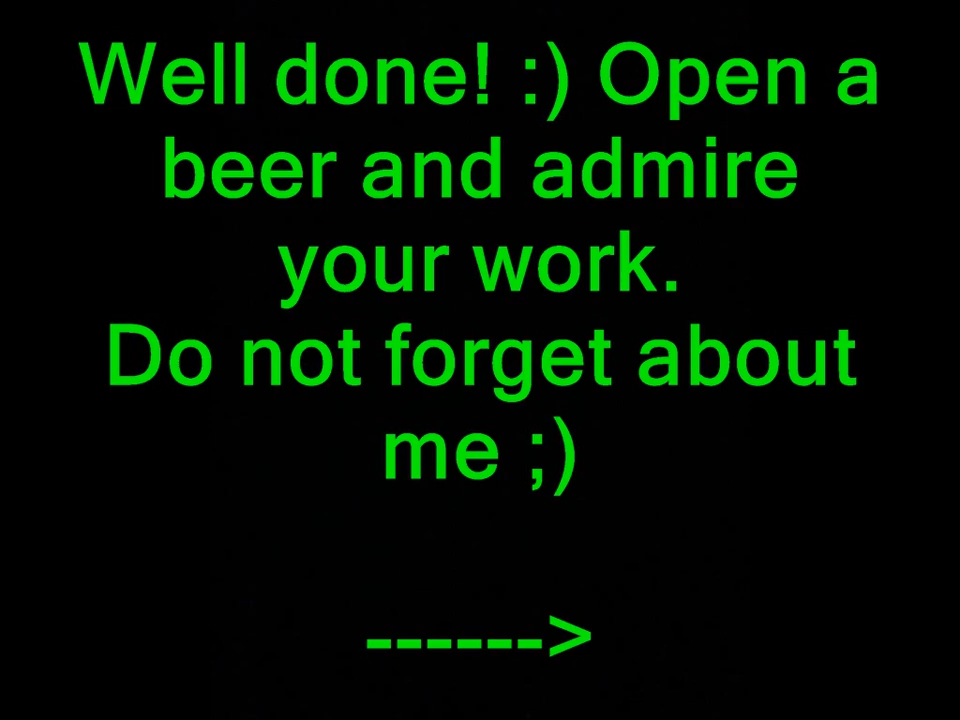 Well done! :) Open a
beer and admire
your work.
Do not forget about
me ;)
------>